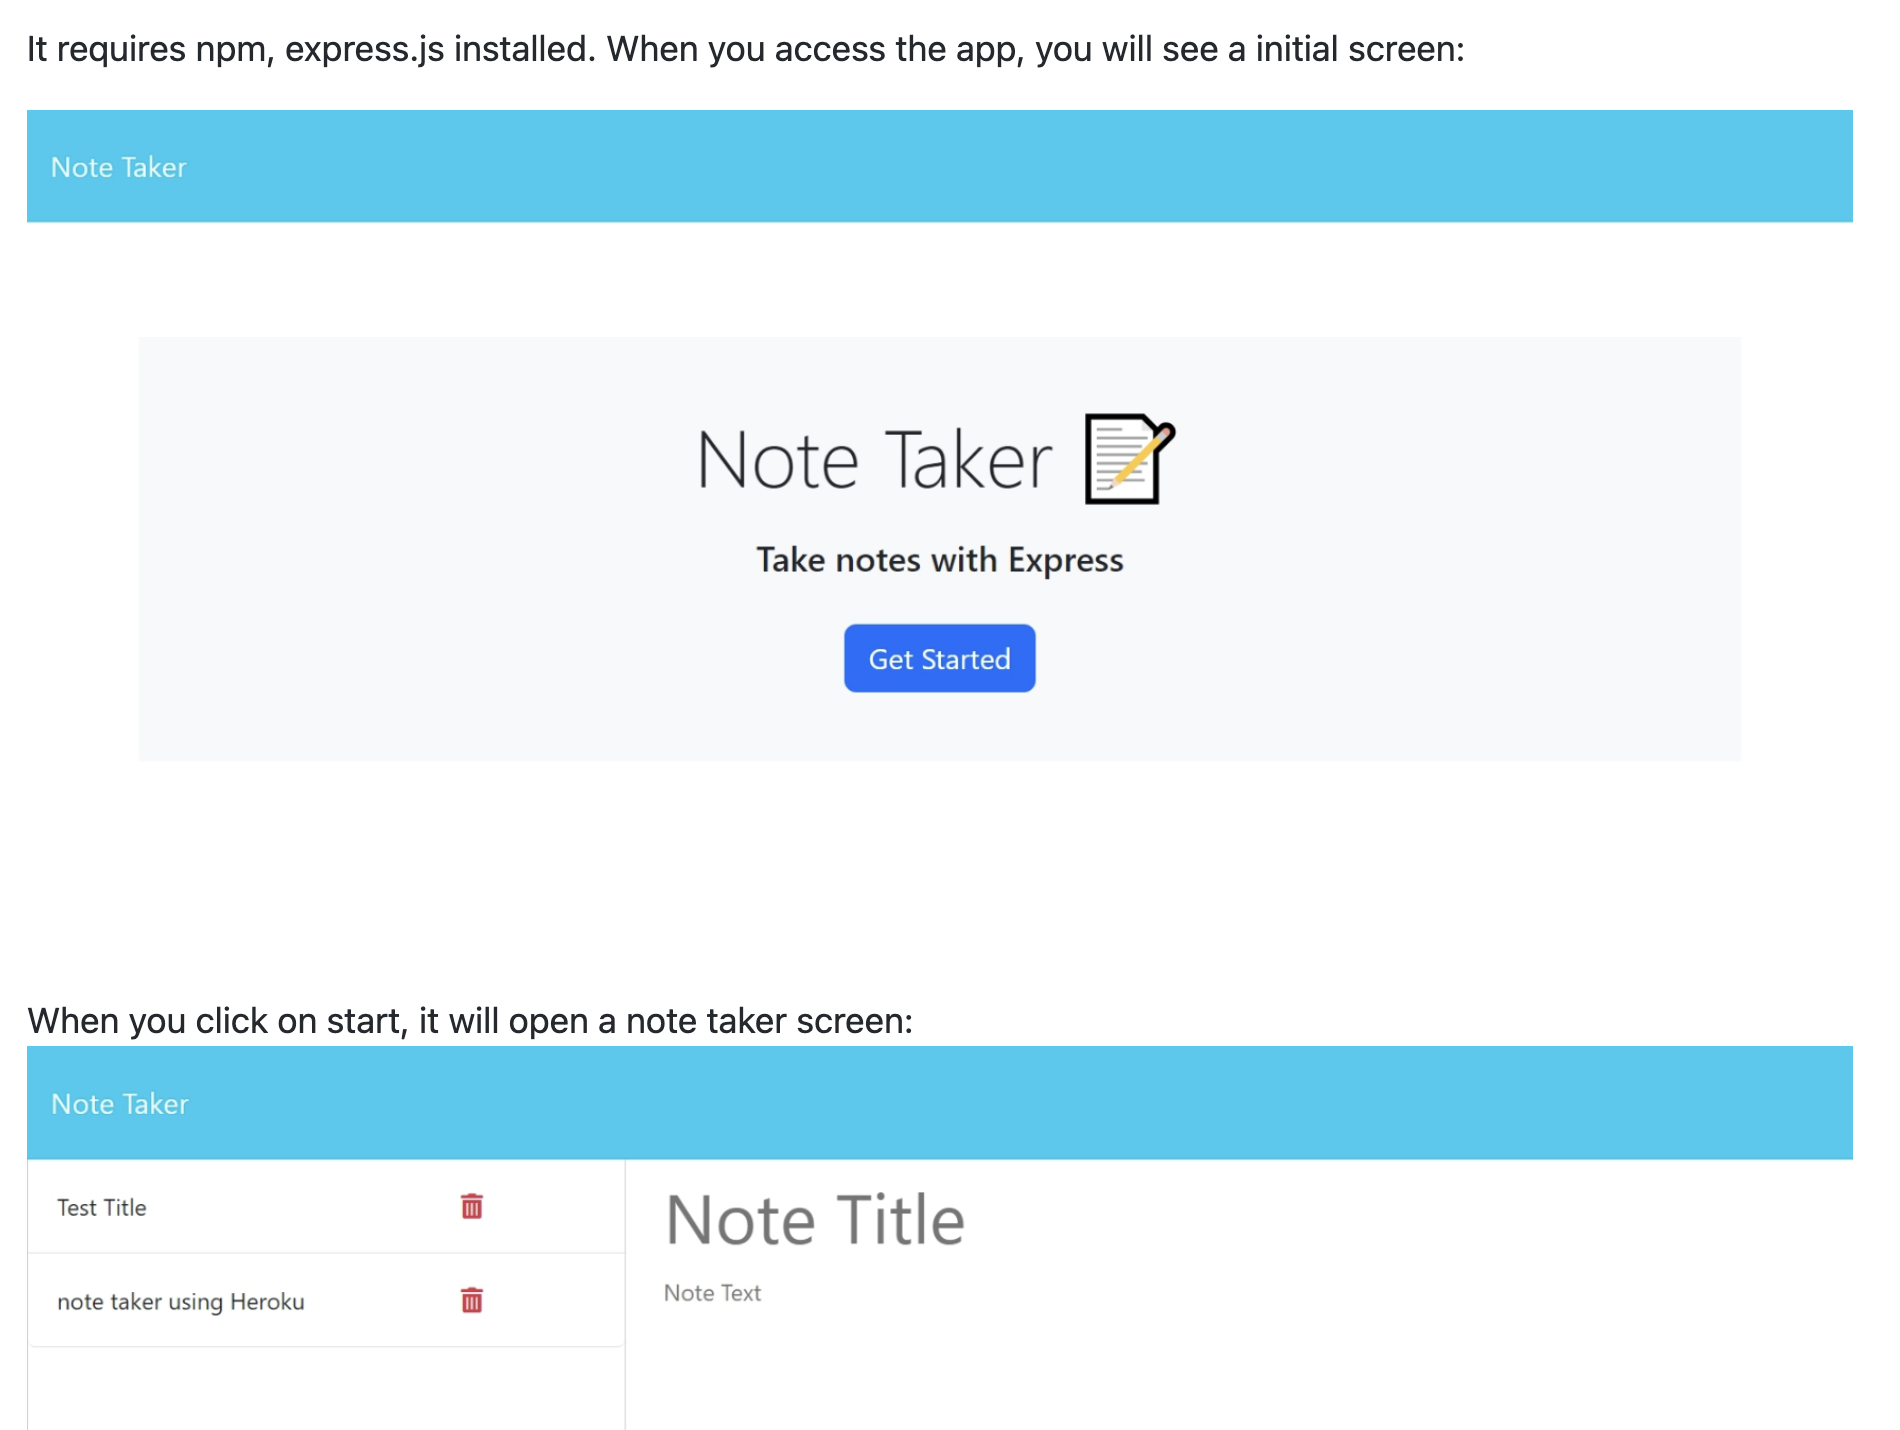 It requires npm, express.js installed. When you access the app, you will see a initial screen:
Note Taker
Note Taker
Take notes with Express
Get Started
When you click on start, it will open a note taker screen:
Note Taker
Test Title
note taker using Heroku
Note Title
Note Text